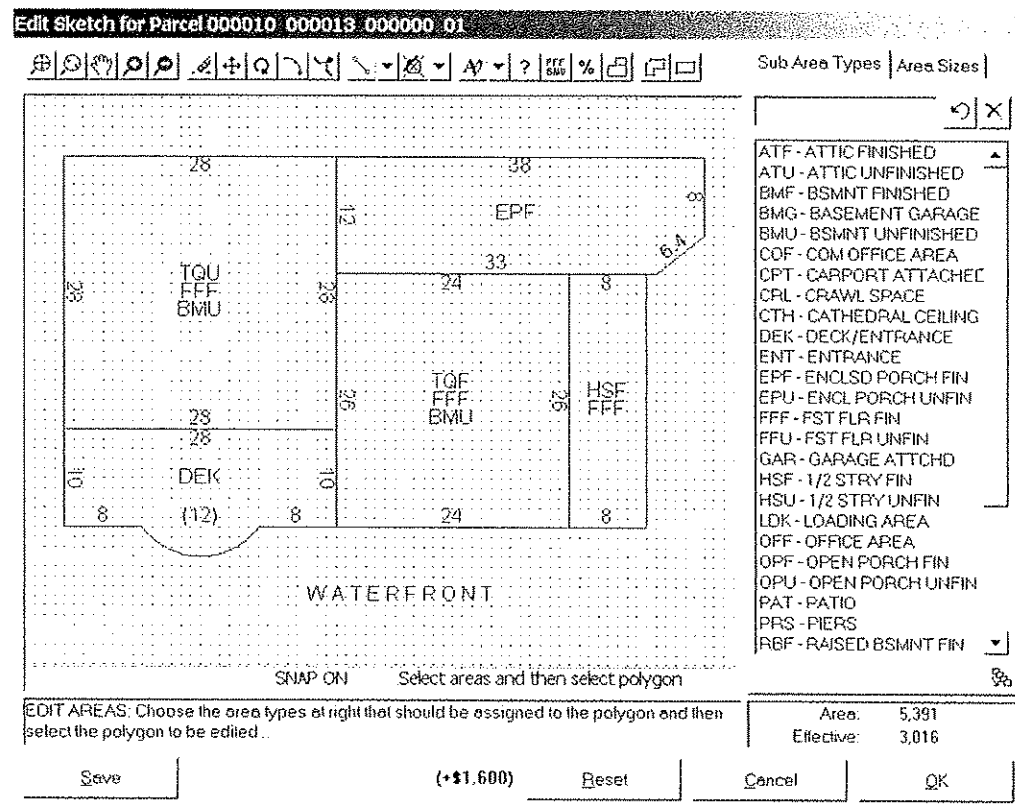 Edit Sketch for Parcel 000010 000013 000000 01
? FFF BMU %
Sub Area Types Area Sizes
28
38
12
EPF
8
6.4
33
24
8
TQU
FFF
BMU
28
28
26
TQF
FFF
BMU
26
HSF
FFF
28
28
10
DEK
10
8
(12)
8
24
8
WATERFRONT
ATF - ATTIC FINISHED
ATU - ATTIC UNFINISHED
BMF - BSMNT FINISHED
BMG - BASEMENT GARAGE
BMU - BSMNT UNFINISHED
COF - COM OFFICE AREA
CPT - CARPORT ATTACHED
CRL - CRAWL SPACE
CTH - CATHEDRAL CEILING
DEK - DECK/ENTRANCE
ENT - ENTRANCE
EPF - ENCLSD PORCH FIN
EPU - ENCL PORCH UNFIN
FFF - FST FLR FIN
FFU - FST FLR UNFIN
GAR - GARAGE ATTCHD
HSF - 1/2 STRY FIN
HSU - 1/2 STRY UNFIN
LDK - LOADING AREA
OFF - OFFICE AREA
OPF - OPEN PORCH FIN
OPU - OPEN PORCH UNFIN
PAT - PATIO
PRS - PIERS
RBF - RAISED BSMNT FIN
SNAP ON Select areas and then select polygon
EDIT AREAS: Choose the area types at right that should be assigned to the polygon and then
select the polygon to be edited...
Area: 5,391
Effective: 3,016
Save (+$1,600) Reset Cancel OK